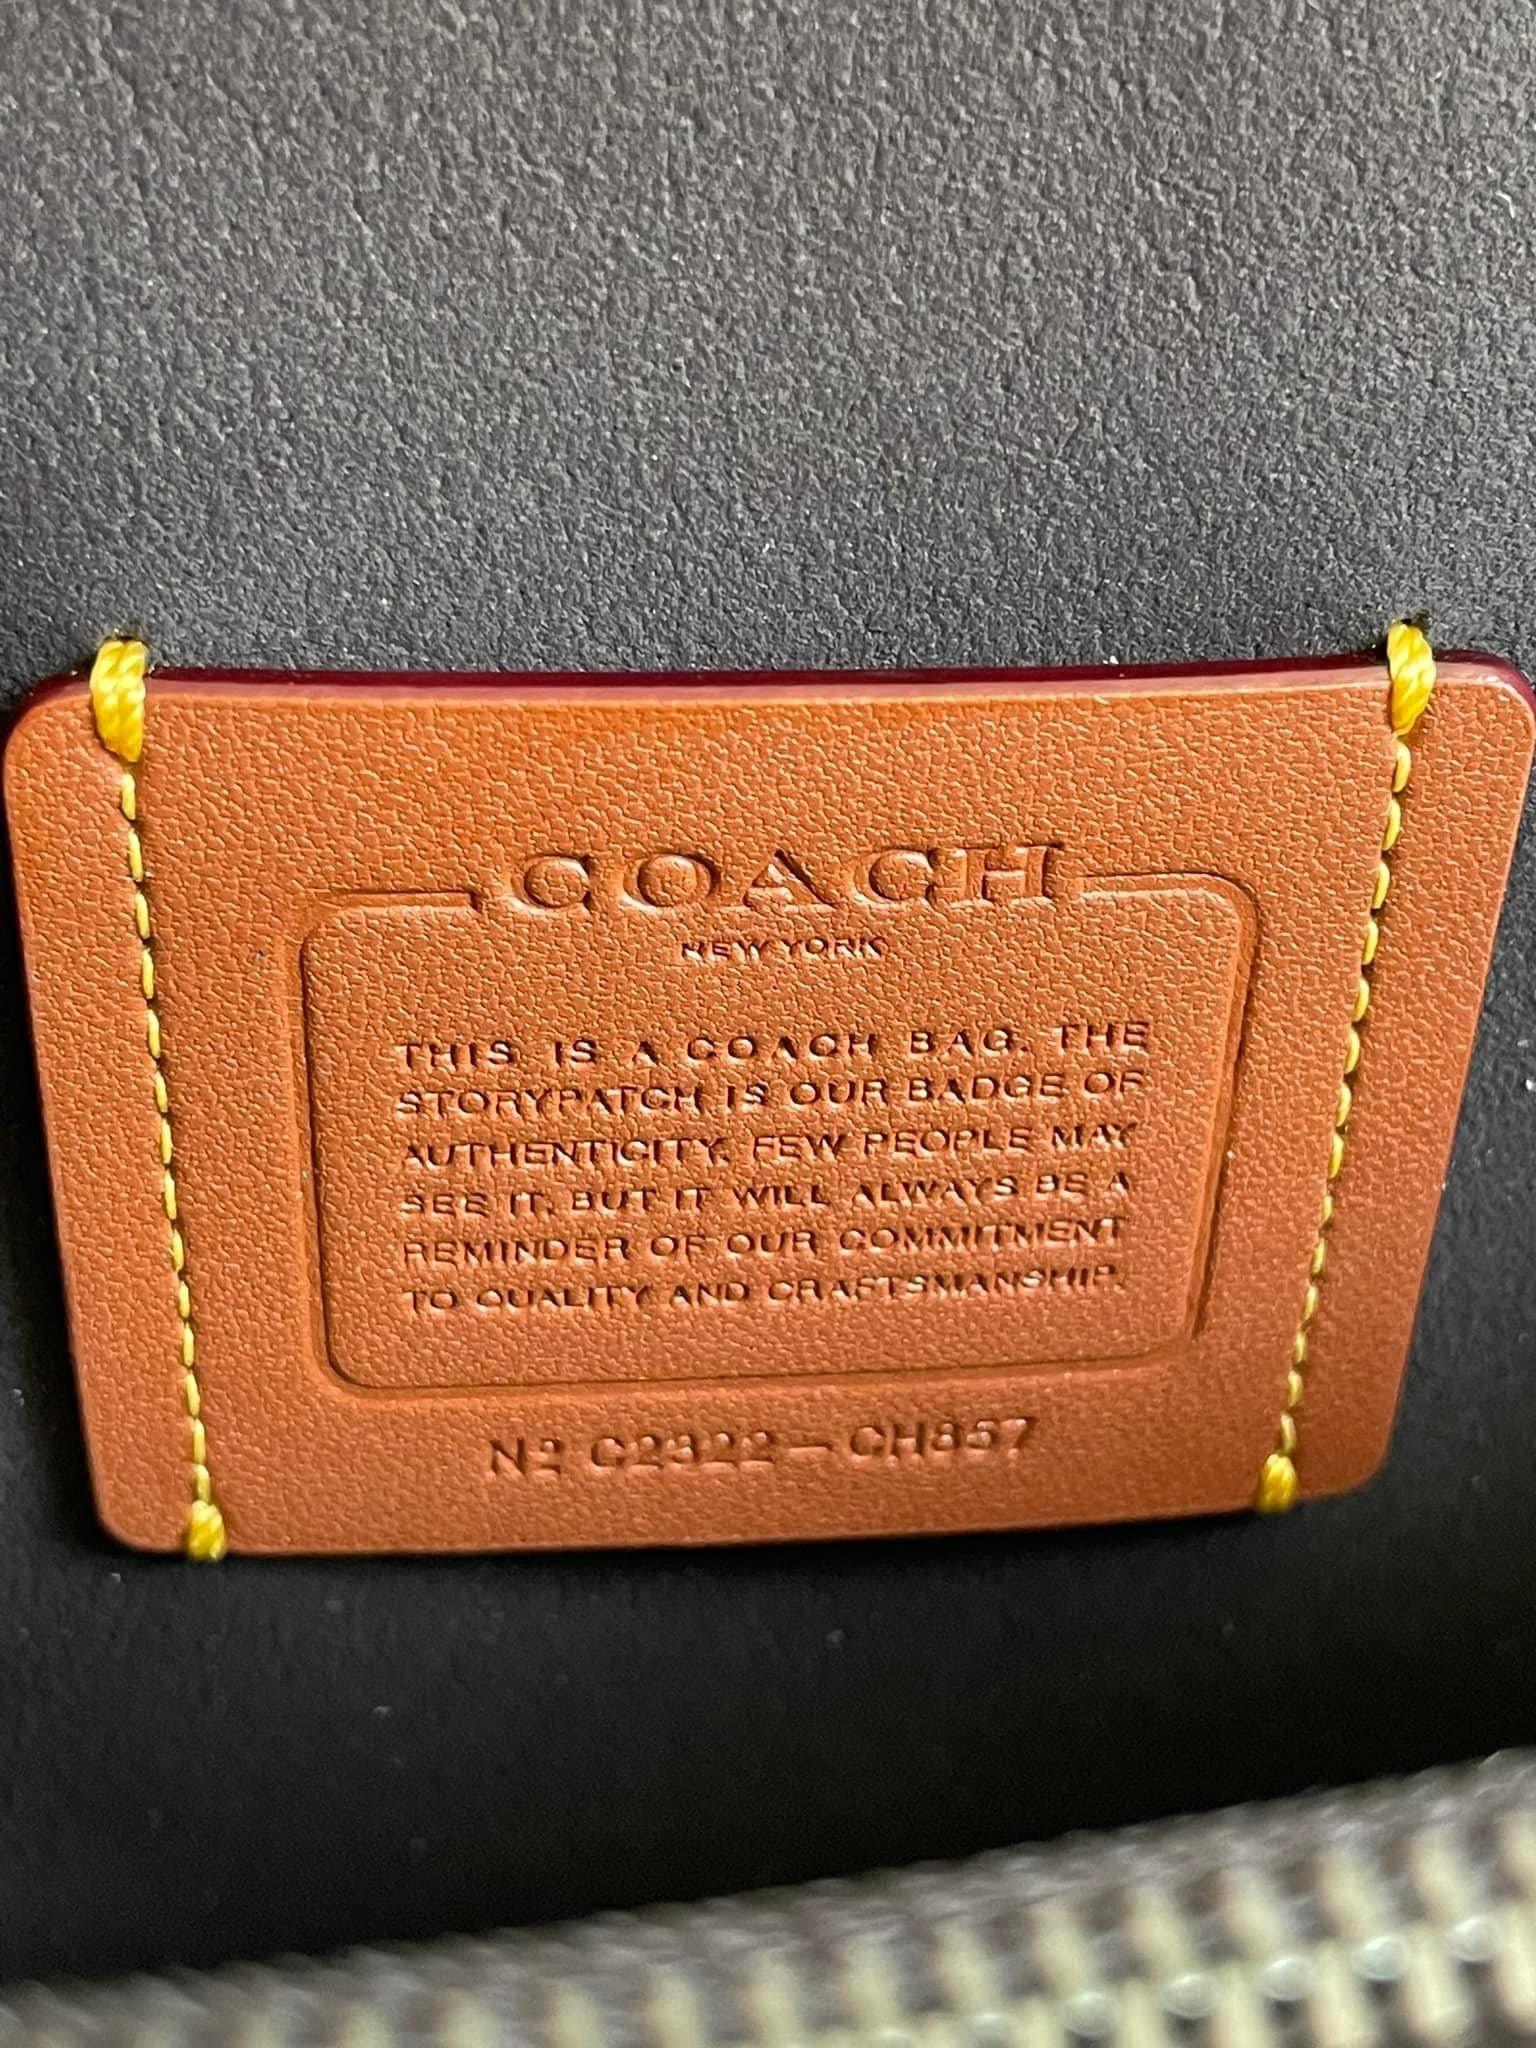 COACH
NEW YORK
THIS IS A COACH BAG. THE
STORYPATCH IS OUR BADGE OF
AUTHENTICITY. FEW PEOPLE MAY
SEE IT, BUT IT WILL ALWAYS BE A
REMINDER OF OUR COMMITMENT
TO QUALITY AND CRAFTSMANSHIP.
Nº C2322-CH857